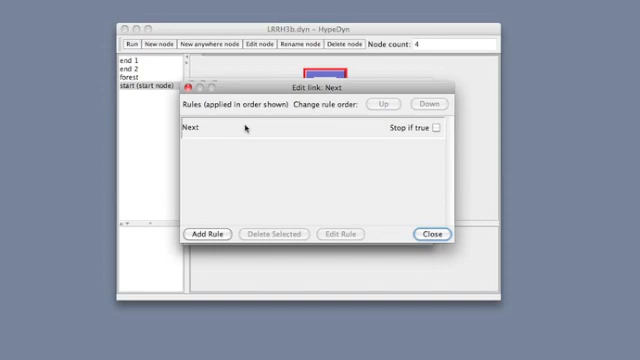 LRRH3b.dyn – HypeDyn
Run New node New anywhere node Edit node Rename node Delete node Node count: 4
end 1
end 2
forest
start (start node)
Edit link: Next
Rules (applied in order shown) Change rule order: Up Down
Next Stop if true
Add Rule Delete Selected Edit Rule Close